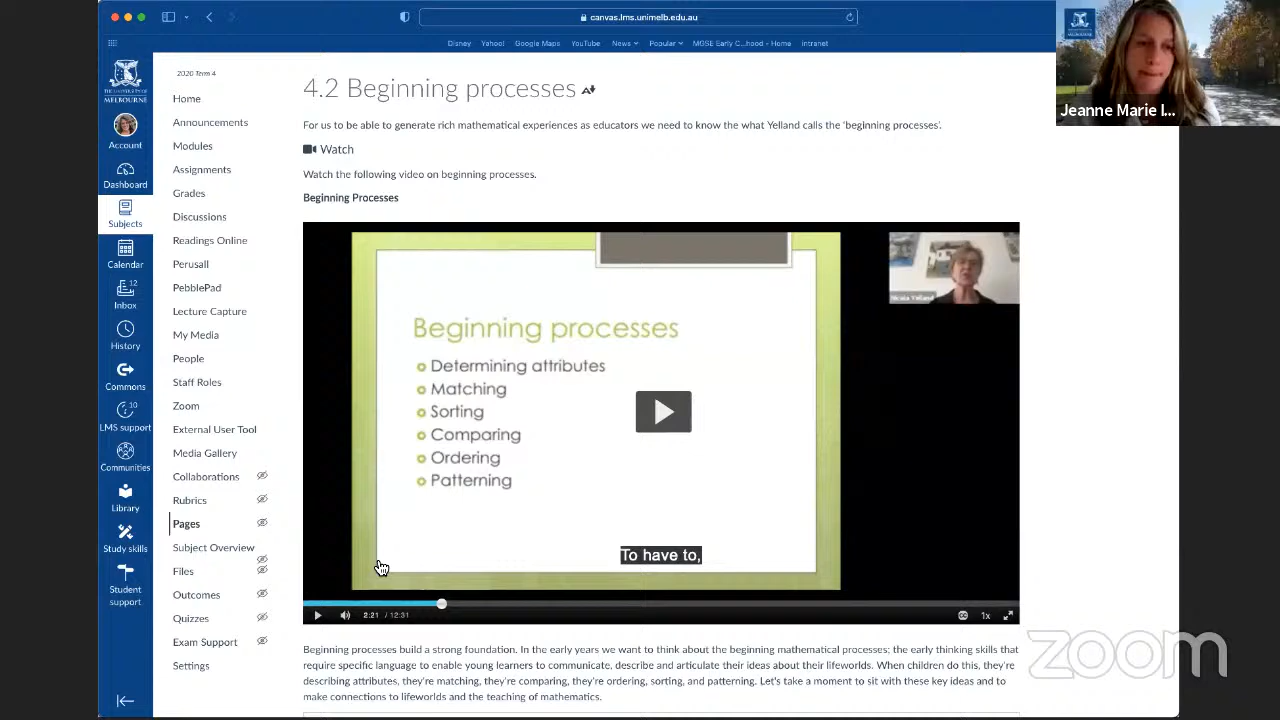 canvas.lms.unimelb.edu.au
Disney Yahoo! Google Maps YouTube News Popular MGSE Early C...hood - Home Intranet
Jeanne Marie I...
THE UNIVERSITY OF
MELBOURNE
Account
Dashboard
Subjects
Calendar
12
Inbox
History
Commons
10
LMS support
Communities
Library
Study skills
Student
support
2020 Term 4
Home
Announcements
Modules
Assignments
Grades
Discussions
Readings Online
Perusall
PebblePad
Lecture Capture
My Media
People
Staff Roles
Zoom
External User Tool
Media Gallery
Collaborations
Rubrics
Pages
Subject Overview
Files
Outcomes
Quizzes
Exam Support
Settings
4.2 Beginning processes
For us to be able to generate rich mathematical experiences as educators we need to know the what Yelland calls the 'beginning processes'.
Watch
Watch the following video on beginning processes.
Beginning Processes
Nicola Yelland
Beginning processes
Determining attributes
Matching
Sorting
Comparing
Ordering
Patterning
To have to,
2:21 / 12:31
CC 1x
Beginning processes build a strong foundation. In the early years we want to think about the beginning mathematical processes; the early thinking skills that
require specific language to enable young learners to communicate, describe and articulate their ideas about their lifeworlds. When children do this, they're
describing attributes, they're matching, they're comparing, they're ordering, sorting, and patterning. Let's take a moment to sit with these key ideas and to
make connections to lifeworlds and the teaching of mathematics.
zoom